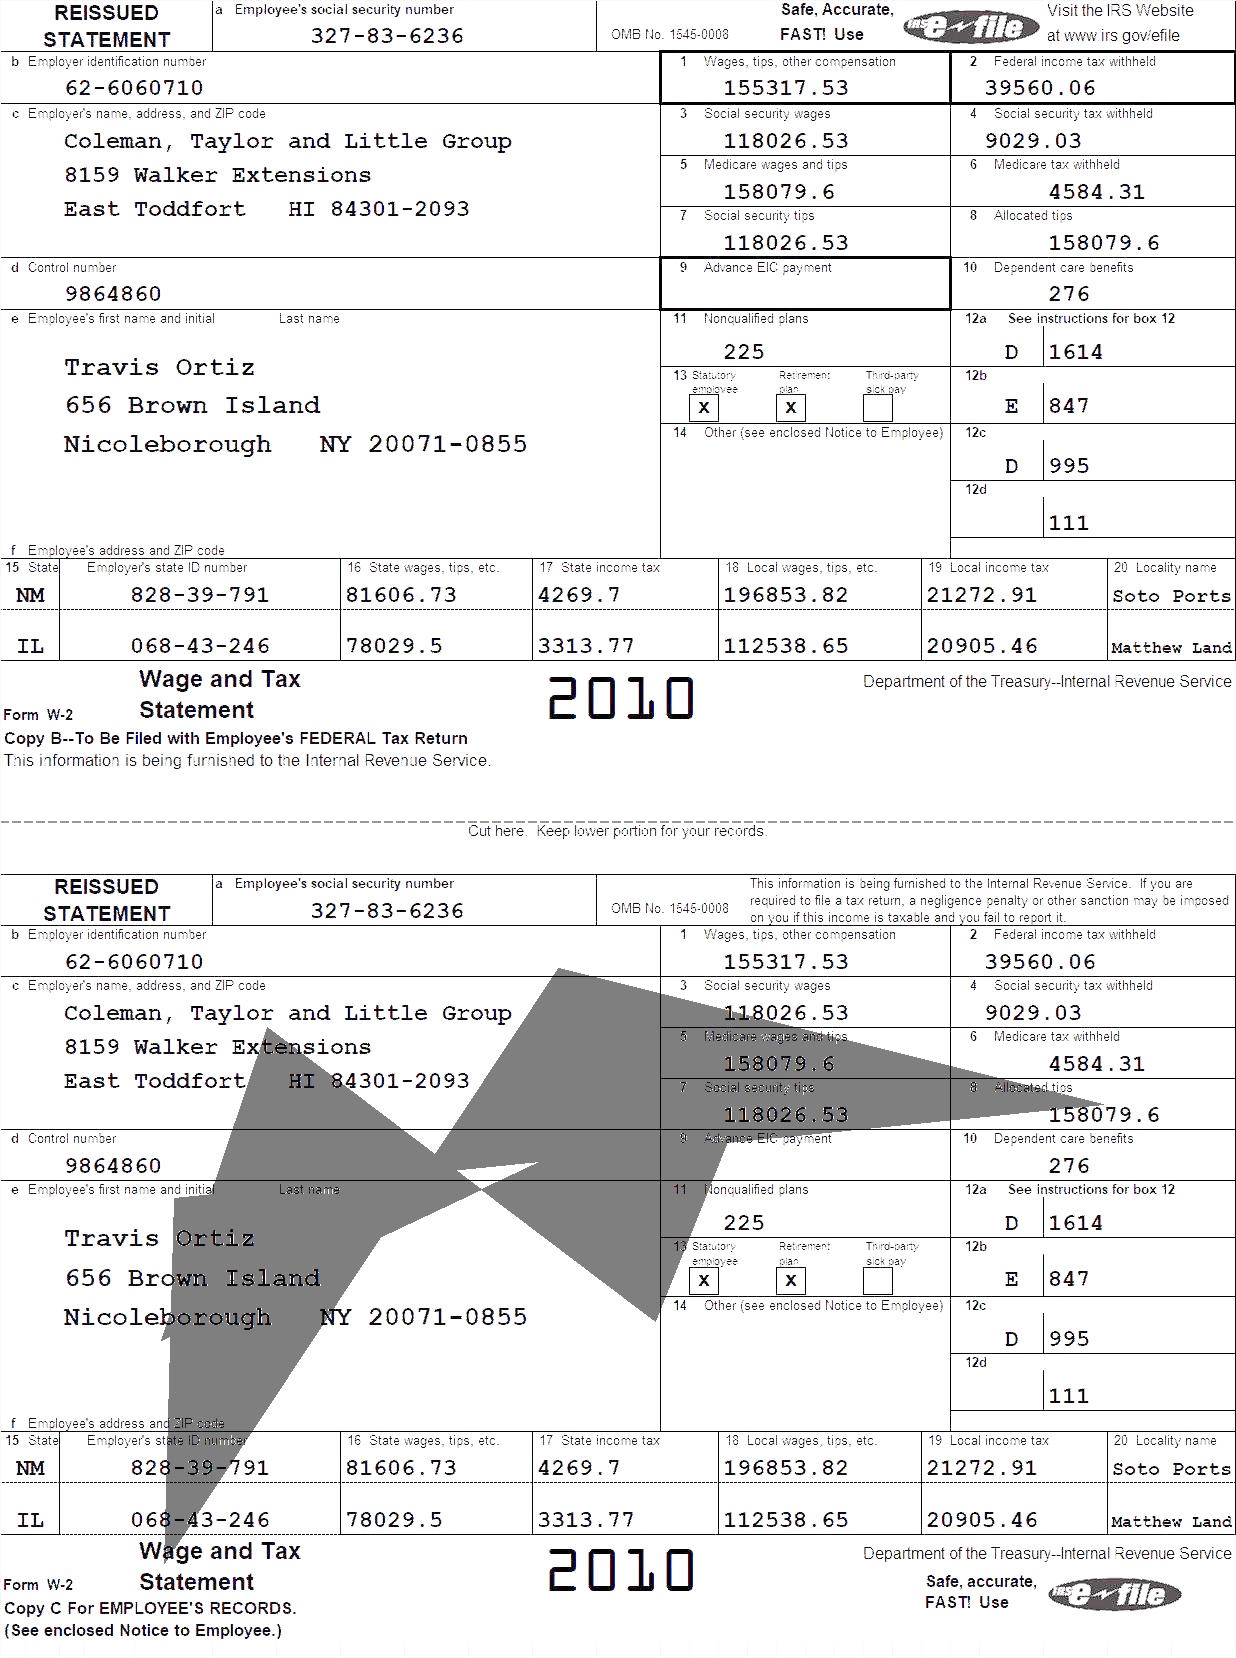 REISSUED STATEMENT
a Employee's social security number
327-83-6236
OMB No. 1545-0008
Safe, Accurate, FAST! Use
IRS e-file
Visit the IRS Website at www irs gov/efile
b Employer identification number
62-6060710
1 Wages, tips, other compensation
155317.53
2 Federal income tax withheld
39560.06
c Employer's name, address, and ZIP code
Coleman, Taylor and Little Group
8159 Walker Extensions
East Toddfort HI 84301-2093
3 Social security wages
118026.53
4 Social security tax withheld
9029.03
5 Medicare wages and tips
158079.6
6 Medicare tax withheld
4584.31
7 Social security tips
118026.53
8 Allocated tips
158079.6
d Control number
9864860
9 Advance EIC payment
10 Dependent care benefits
276
e Employee's first name and initial Last name
Travis Ortiz
656 Brown Island
Nicoleborough NY 20071-0855
11 Nonqualified plans
225
12a See instructions for box 12
D 1614
13 Statutory employee Retirement plan Third-party sick pay
X X
12b
E 847
14 Other (see enclosed Notice to Employee)
12c
D 995
12d
111
f Employee's address and ZIP code
15 State Employer's state ID number 16 State wages, tips, etc. 17 State income tax 18 Local wages, tips, etc. 19 Local income tax 20 Locality name
NM 828-39-791 81606.73 4269.7 196853.82 21272.91 Soto Ports
IL 068-43-246 78029.5 3313.77 112538.65 20905.46 Matthew Land
Form W-2 Wage and Tax Statement
2010
Department of the Treasury--Internal Revenue Service
Copy B--To Be Filed with Employee's FEDERAL Tax Return
This information is being furnished to the Internal Revenue Service.
Cut here. Keep lower portion for your records.
REISSUED STATEMENT
a Employee's social security number
327-83-6236
OMB No. 1545-0008
This information is being furnished to the Internal Revenue Service. If you are
required to file a tax return, a negligence penalty or other sanction may be imposed
on you if this income is taxable and you fail to report it.
b Employer identification number
62-6060710
1 Wages, tips, other compensation
155317.53
2 Federal income tax withheld
39560.06
c Employer's name, address, and ZIP code
Coleman, Taylor and Little Group
8159 Walker Extensions
East Toddfort HI 84301-2093
3 Social security wages
118026.53
4 Social security tax withheld
9029.03
5 Medicare wages and tips
158079.6
6 Medicare tax withheld
4584.31
7 Social security tips
118026.53
8 Allocated tips
158079.6
d Control number
9864860
9 Advance EIC payment
10 Dependent care benefits
276
e Employee's first name and initial Last name
Travis Ortiz
656 Brown Island
Nicoleborough NY 20071-0855
11 Nonqualified plans
225
12a See instructions for box 12
D 1614
13 Statutory employee Retirement plan Third-party sick pay
X X
12b
E 847
14 Other (see enclosed Notice to Employee)
12c
D 995
12d
111
f Employee's address and ZIP code
15 State Employer's state ID number 16 State wages, tips, etc. 17 State income tax 18 Local wages, tips, etc. 19 Local income tax 20 Locality name
NM 828-39-791 81606.73 4269.7 196853.82 21272.91 Soto Ports
IL 068-43-246 78029.5 3313.77 112538.65 20905.46 Matthew Land
Form W-2 Wage and Tax Statement
2010
Department of the Treasury--Internal Revenue Service
Safe, accurate, FAST! Use
IRS e-file
Copy C For EMPLOYEE'S RECORDS.
(See enclosed Notice to Employee.)